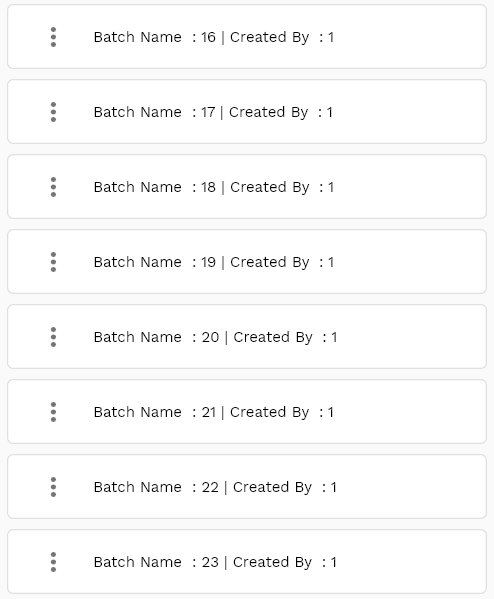 Batch Name : 16 | Created By : 1
Batch Name : 17 | Created By : 1
Batch Name : 18 | Created By : 1
Batch Name : 19 | Created By : 1
Batch Name : 20 | Created By : 1
Batch Name : 21 | Created By : 1
Batch Name : 22 | Created By : 1
Batch Name : 23 | Created By : 1